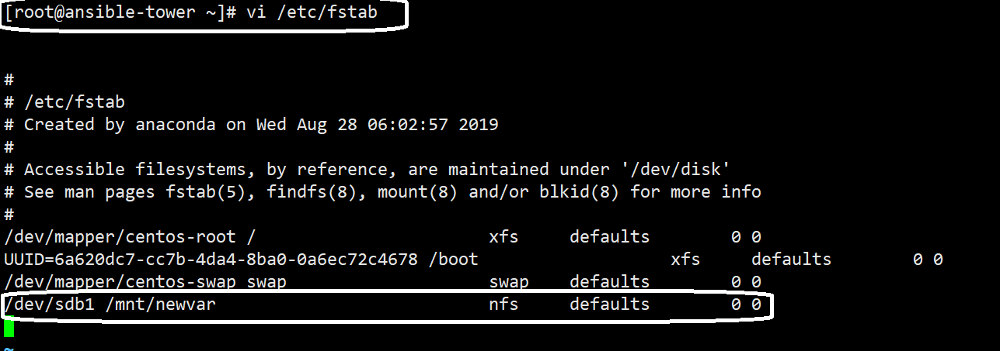 [root@ansible-tower ~]# vi /etc/fstab
#
# /etc/fstab
# Created by anaconda on Wed Aug 28 06:02:57 2019
#
# Accessible filesystems, by reference, are maintained under '/dev/disk'
# See man pages fstab(5), findfs(8), mount(8) and/or blkid(8) for more info
#
/dev/mapper/centos-root /                       xfs     defaults        0 0
UUID=6a620dc7-cc7b-4da4-8ba0-0a6ec72c4678 /boot                   xfs     defaults        0 0
/dev/mapper/centos-swap swap                    swap    defaults        0 0
/dev/sdb1 /mnt/newvar                           nfs     defaults        0 0
~